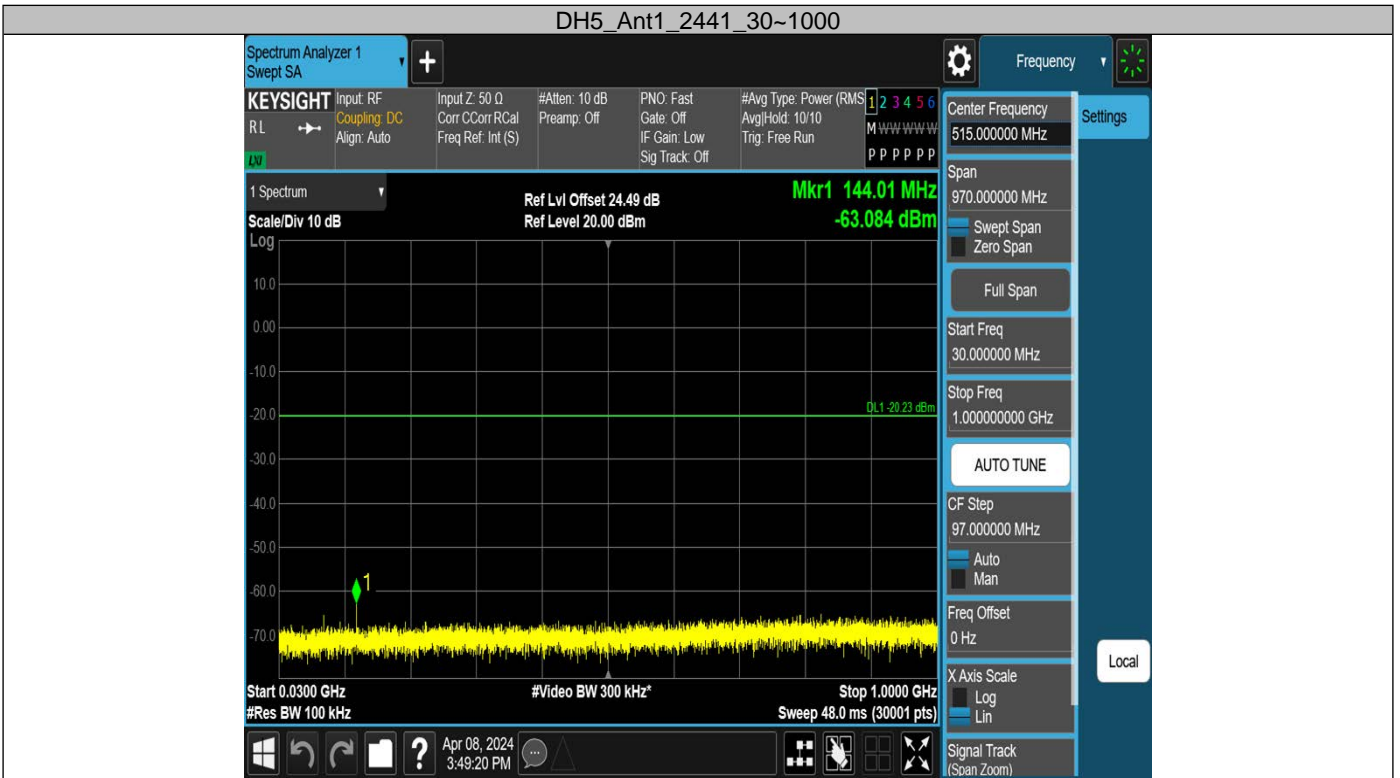 DH5_Ant1_2441_30~1000
Spectrum Analyzer 1
Swept SA
+
Frequency
KEYSIGHT
RL
LXI
Input: RF
Coupling: DC
Align: Auto
Input Z: 50 Ω
Corr CCorr RCal
Freq Ref: Int (S)
#Atten: 10 dB
Preamp: Off
PNO: Fast
Gate: Off
IF Gain: Low
Sig Track: Off
#Avg Type: Power (RMS
Avg|Hold: 10/10
Trig: Free Run
1 2 3 4 5 6
M W W W W W
P P P P P P
1 Spectrum
Scale/Div 10 dB
Ref Lvl Offset 24.49 dB
Ref Level 20.00 dBm
Mkr1 144.01 MHz
-63.084 dBm
Log
10.0
0.00
-10.0
-20.0
DL1 -20.23 dBm
-30.0
-40.0
-50.0
-60.0
1
-70.0
Start 0.0300 GHz
#Video BW 300 kHz*
Stop 1.0000 GHz
#Res BW 100 kHz
Sweep 48.0 ms (30001 pts)
Center Frequency
515.000000 MHz
Settings
Span
970.000000 MHz
Swept Span
Zero Span
Full Span
Start Freq
30.000000 MHz
Stop Freq
1.000000000 GHz
AUTO TUNE
CF Step
97.000000 MHz
Auto
Man
Freq Offset
0 Hz
X Axis Scale
Log
Lin
Local
Signal Track
(Span Zoom)
?
Apr 08, 2024
3:49:20 PM